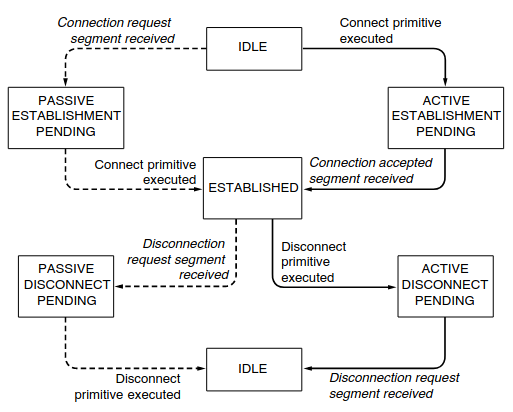 Connection request
segment received
IDLE
Connect primitive
executed
PASSIVE
ESTABLISHMENT
PENDING
ACTIVE
ESTABLISHMENT
PENDING
Connect primitive
executed
ESTABLISHED
Connection accepted
segment received
Disconnection
request segment
received
Disconnect
primitive
executed
PASSIVE
DISCONNECT
PENDING
ACTIVE
DISCONNECT
PENDING
IDLE
Disconnect
primitive executed
Disconnection request
segment received